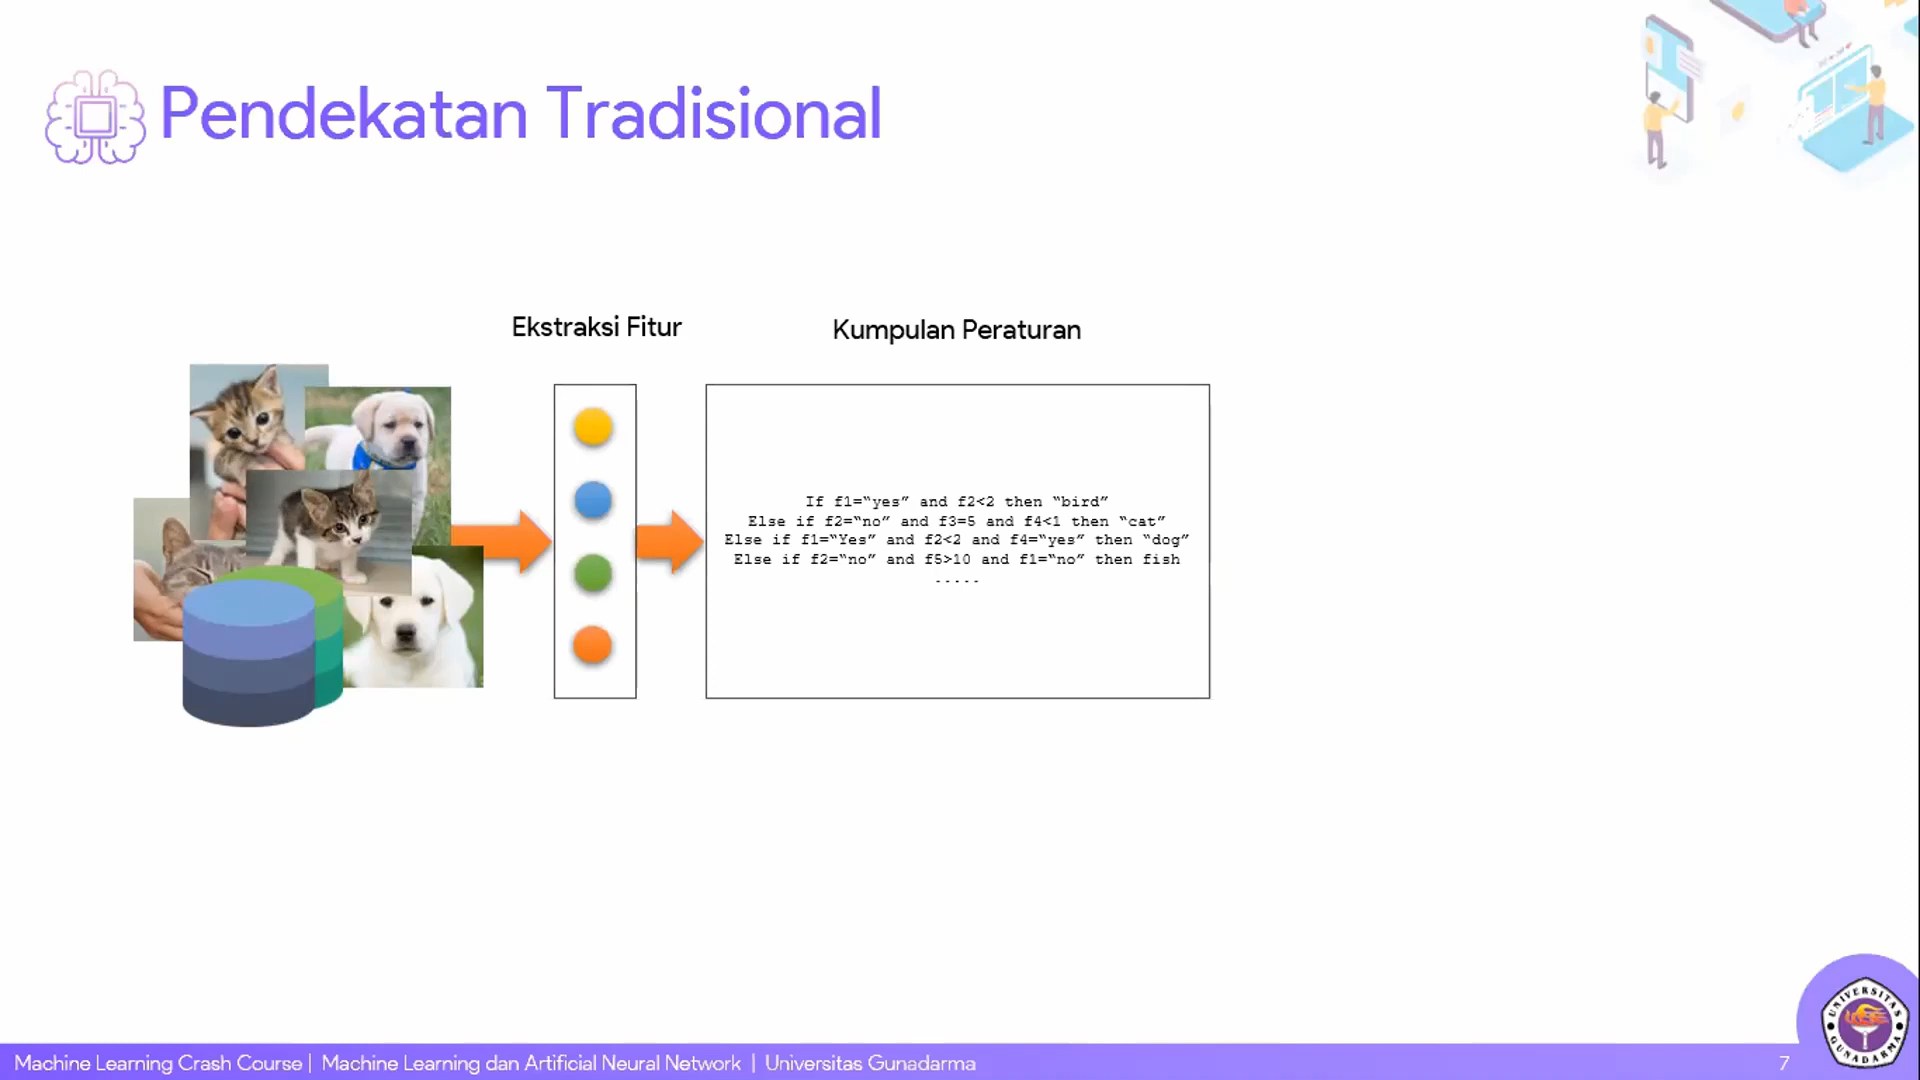 Pendekatan Tradisional
Ekstraksi Fitur
Kumpulan Peraturan
If f1=“yes” and f2<2 then “bird”
Else if f2=“no” and f3=5 and f4<1 then “cat”
Else if f1=“Yes” and f2<2 and f4=“yes” then “dog”
Else if f2=“no” and f5>10 and f1=“no” then fish
.....
UNIVERSITAS GUNADARMA
Machine Learning Crash Course | Machine Learning dan Artificial Neural Network | Universitas Gunadarma
7